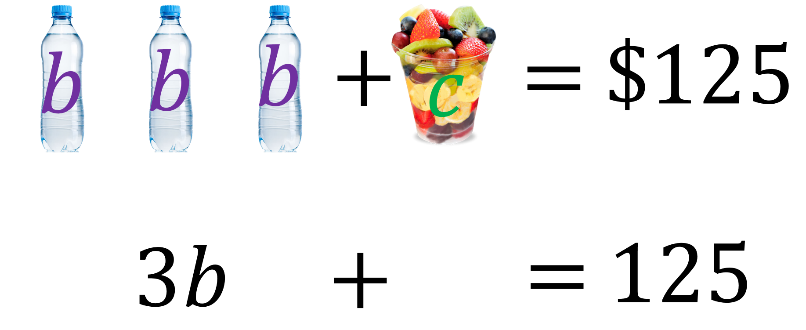 b b b + c = $125
3b + = 125